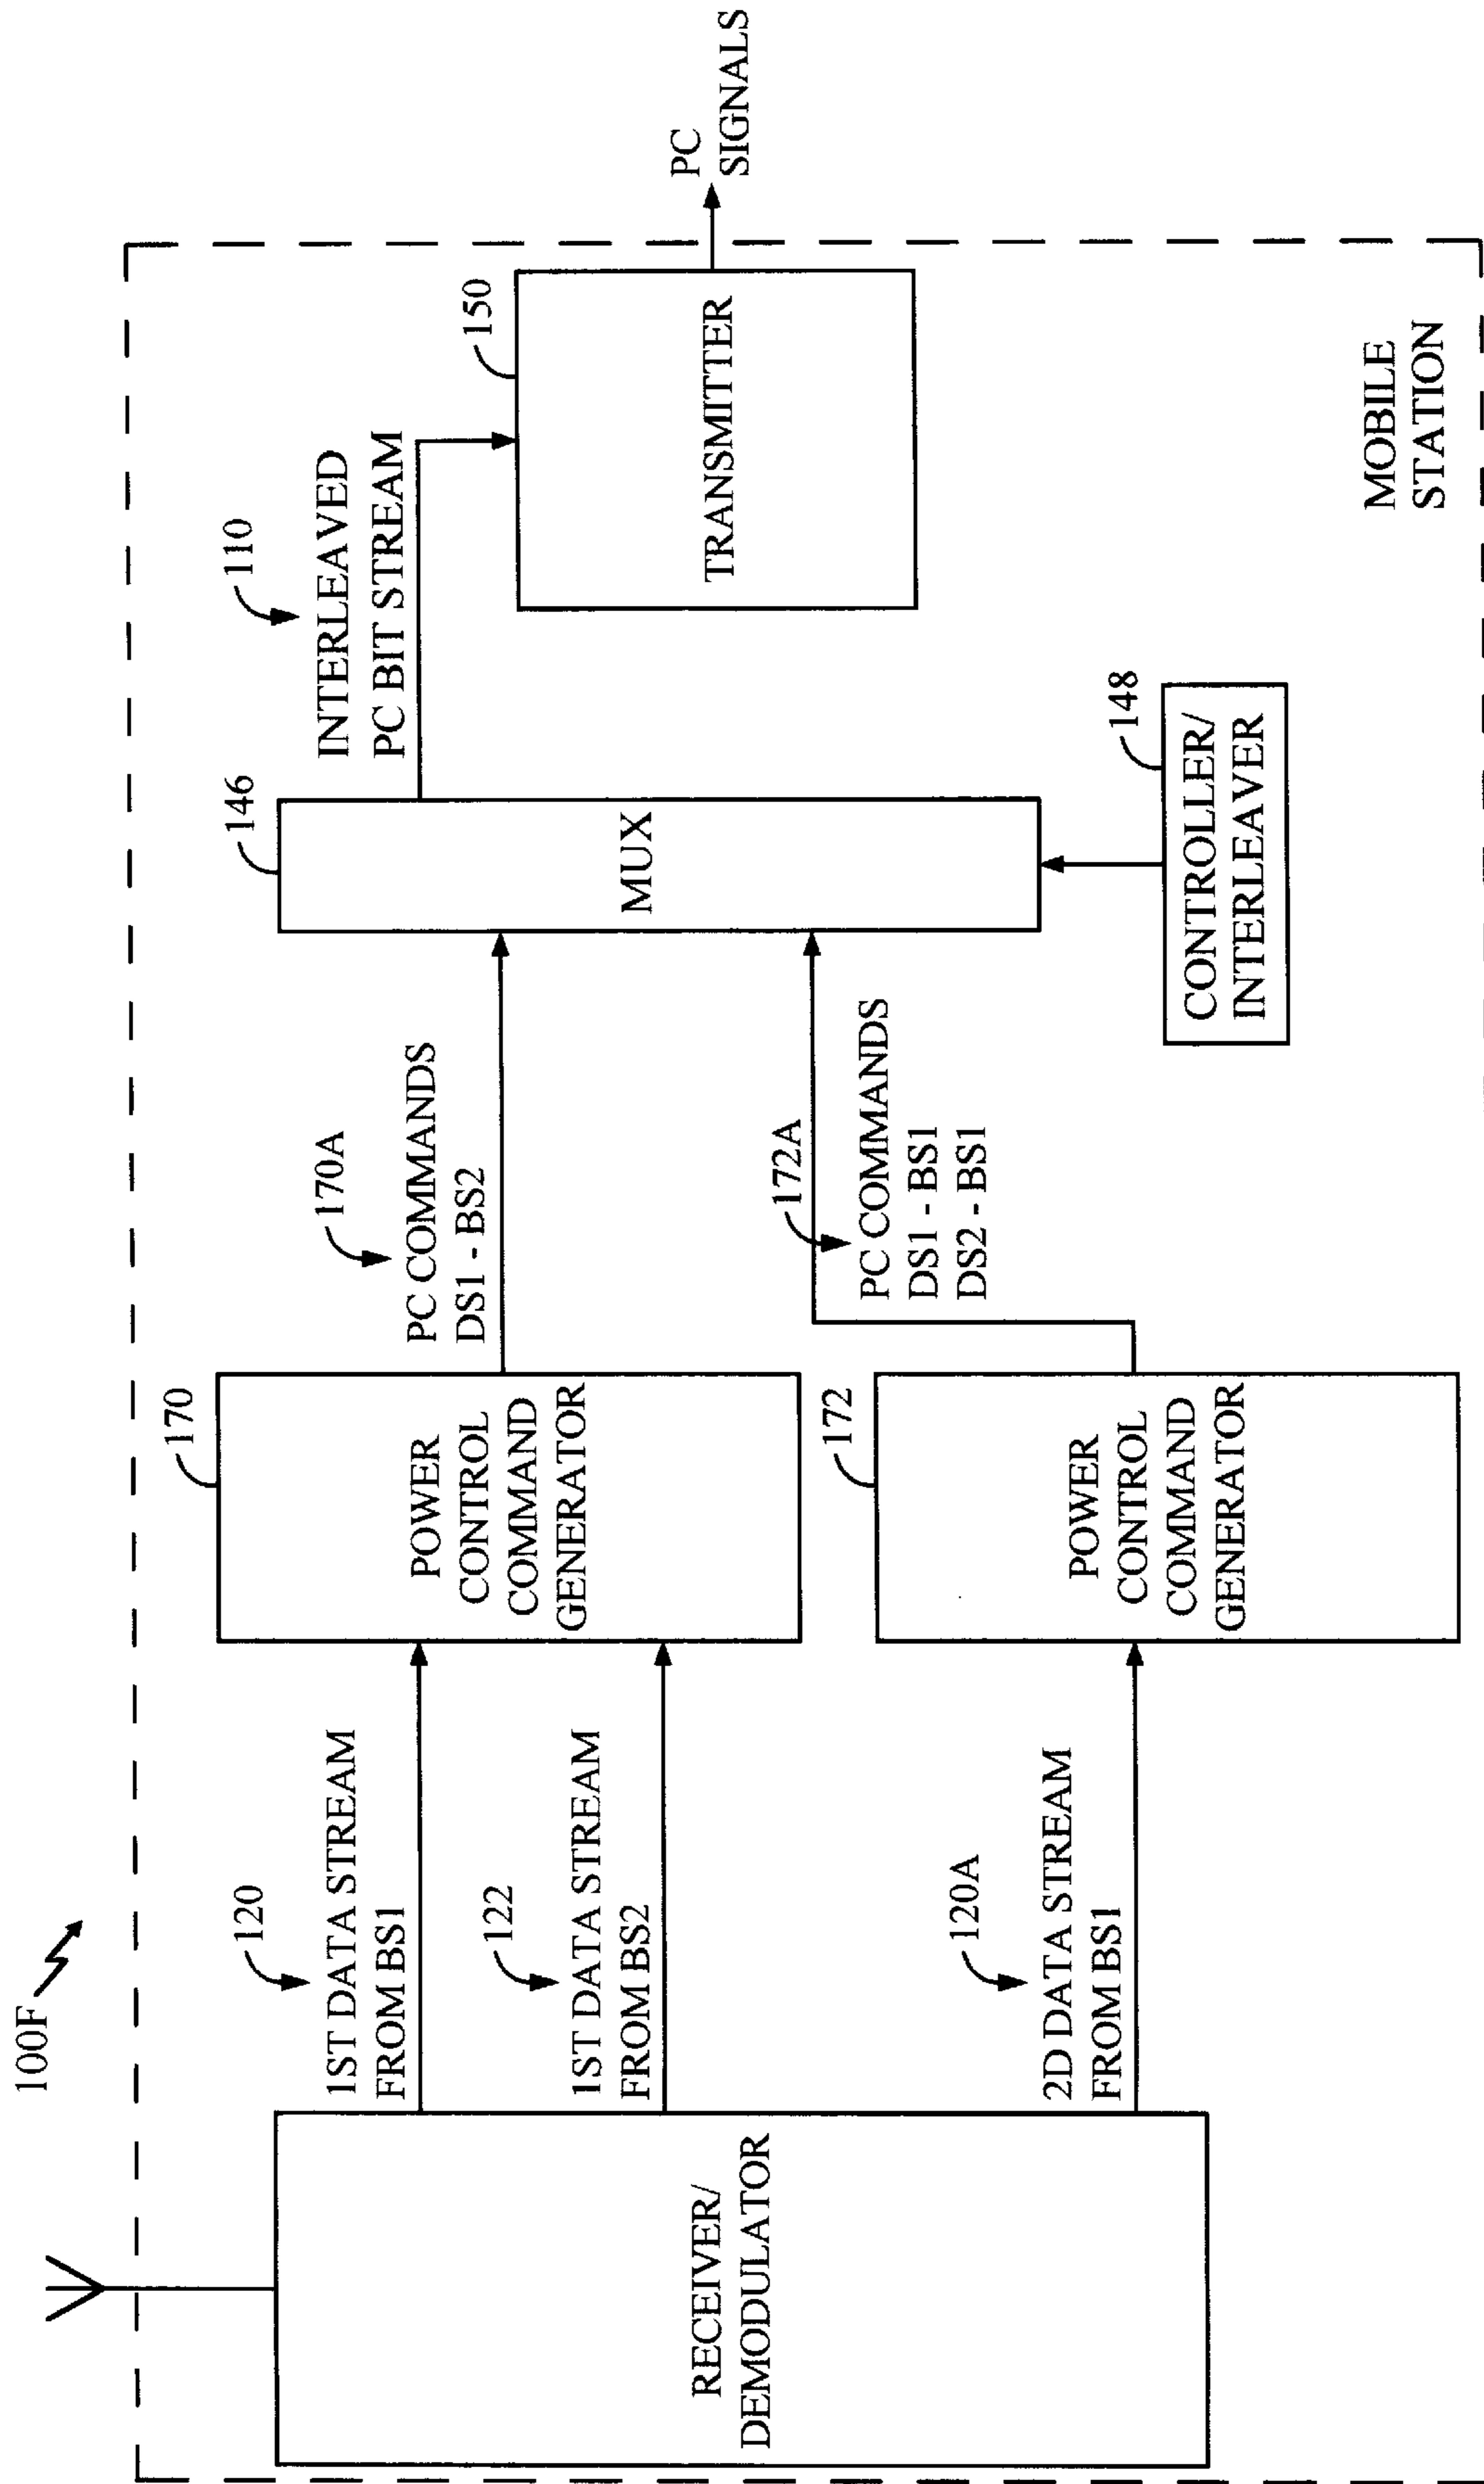 100F
RECEIVER/
DEMODULATOR
120
1ST DATA STREAM
FROM BS1
122
1ST DATA STREAM
FROM BS2
120A
2D DATA STREAM
FROM BS1
170
POWER
CONTROL
COMMAND
GENERATOR
172
POWER
CONTROL
COMMAND
GENERATOR
170A
PC COMMANDS
DS1 - BS2
172A
PC COMMANDS
DS1 - BS1
DS2 - BS1
146
MUX
148
CONTROLLER/
INTERLEAVER
110
INTERLEAVED
PC BIT STREAM
150
TRANSMITTER
PC
SIGNALS
MOBILE
STATION